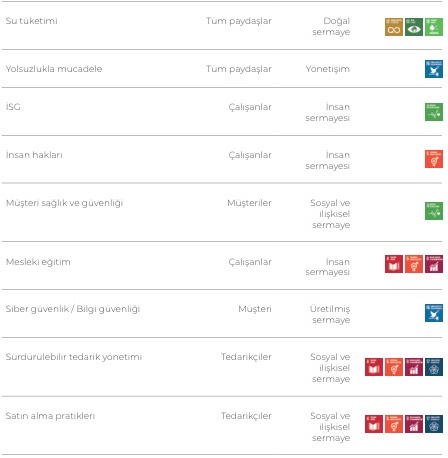 Su tüketimi Tüm paydaşlar Doğal
sermaye
Yolsuzlukla mücadele Tüm paydaşlar Yönetişim
İSG Çalışanlar İnsan
sermayesi
İnsan hakları Çalışanlar İnsan
sermayesi
Müşteri sağlık ve güvenliği Müşteriler Sosyal ve
ilişkisel
sermaye
Mesleki eğitim Çalışanlar İnsan
sermayesi
Siber güvenlik / Bilgi güvenliği Müşteri Üretilmiş
sermaye
Sürdürülebilir tedarik yönetimi Tedarikçiler Sosyal ve
ilişkisel
sermaye
Satın alma pratikleri Tedarikçiler Sosyal ve
ilişkisel
sermaye